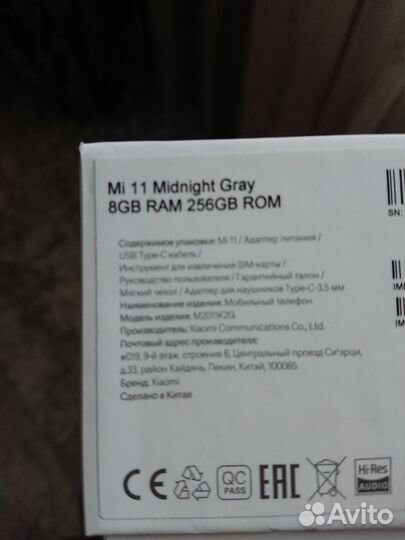 Mi 11 Midnight Gray
8GB RAM 256GB ROM
Содержимое упаковки: Mi 11 / Адаптер питания /
USB Type-C кабель /
Инструмент для извлечения SIM-карты /
Руководство пользователя / Гарантийный талон /
Мягкий чехол / Адаптер для наушников Type-C-3,5 мм
Наименование изделия: Мобильный телефон
Модель изделия: M2011K2G
Производитель: Xiaomi Communications Co., Ltd.
Почтовый адрес производителя:
#019, 9-й этаж, строение 6, Центральный проезд Си'эрци,
д.33, район Хайдянь, Пекин, Китай, 100085
Бренд: Xiaomi
Сделано в Китае
SN:
IME
IM
CE
QC
PASS
EAC
Hi-Res
AUDIO
Avito